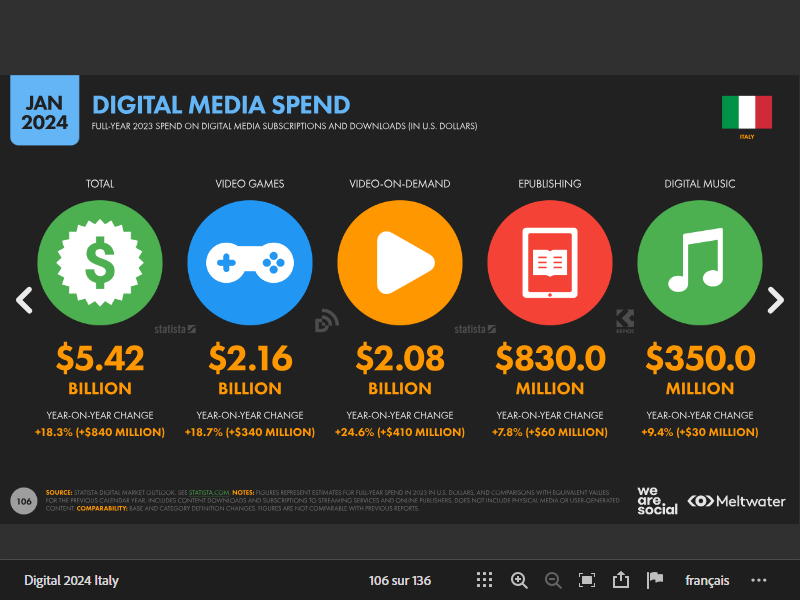 JAN
2024
DIGITAL MEDIA SPEND
FULL-YEAR 2023 SPEND ON DIGITAL MEDIA SUBSCRIPTIONS AND DOWNLOADS (IN U.S. DOLLARS)
ITALY
TOTAL
VIDEO GAMES
VIDEO-ON-DEMAND
EPUBLISHING
DIGITAL MUSIC
$
statista
statista
KEPIOS
$5.42
BILLION
$2.16
BILLION
$2.08
BILLION
$830.0
MILLION
$350.0
MILLION
YEAR-ON-YEAR CHANGE
+18.3% (+$840 MILLION)
YEAR-ON-YEAR CHANGE
+18.7% (+$340 MILLION)
YEAR-ON-YEAR CHANGE
+24.6% (+$410 MILLION)
YEAR-ON-YEAR CHANGE
+7.8% (+$60 MILLION)
YEAR-ON-YEAR CHANGE
+9.4% (+$30 MILLION)
106
SOURCE: STATISTA DIGITAL MARKET OUTLOOK. SEE STATISTA.COM. NOTES: FIGURES REPRESENT ESTIMATES FOR FULL-YEAR SPEND IN 2023 IN U.S. DOLLARS, AND COMPARISONS WITH EQUIVALENT VALUES
FOR THE PREVIOUS CALENDAR YEAR. INCLUDES CONTENT DOWNLOADS AND SUBSCRIPTIONS TO STREAMING SERVICES AND ONLINE PUBLISHERS. DOES NOT INCLUDE PHYSICAL MEDIA OR USER-GENERATED
CONTENT. COMPARABILITY: BASE AND CATEGORY DEFINITION CHANGES. FIGURES ARE NOT COMPARABLE WITH PREVIOUS REPORTS.
we
are
social
Meltwater
Digital 2024 Italy
106 sur 136
français